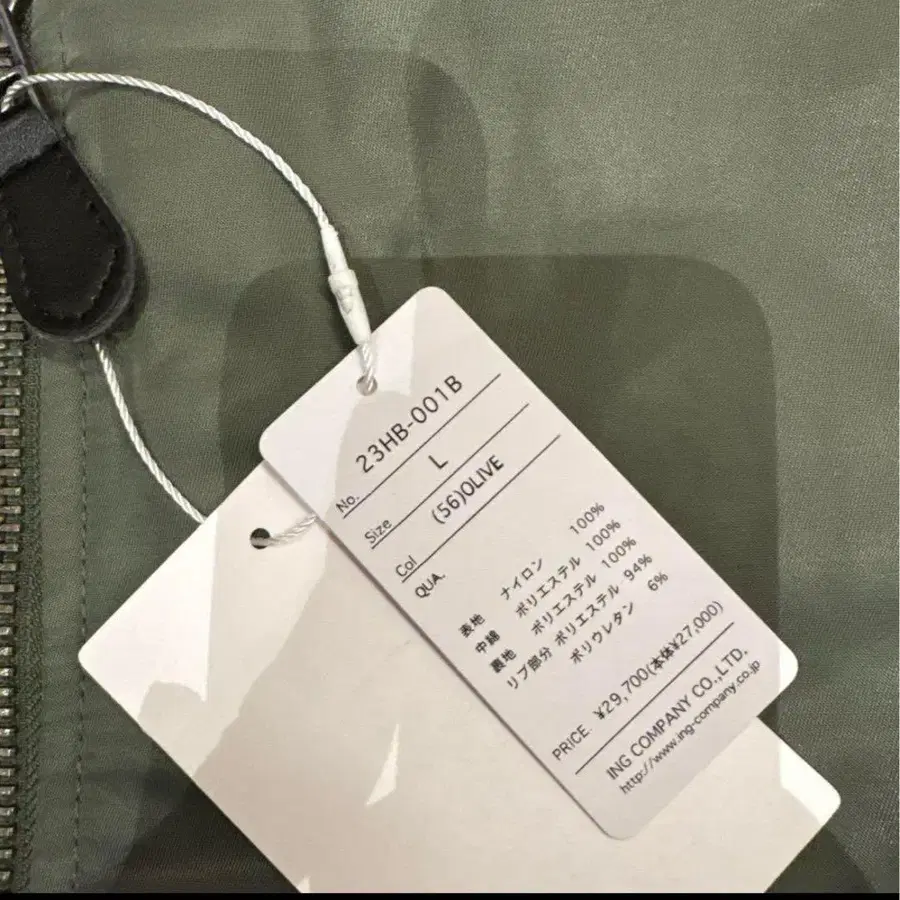 No. 23HB-001B
Size L
Col (56)OLIVE
QUA.
表地 ナイロン 100%
中綿 ポリエステル 100%
裏地 ポリエステル 100%
リブ部分 ポリエステル 94%
ポリウレタン 6%
PRICE. ¥29,700(本体¥27,000)
ING COMPANY CO.,LTD.
http://www.ing-company.co.jp